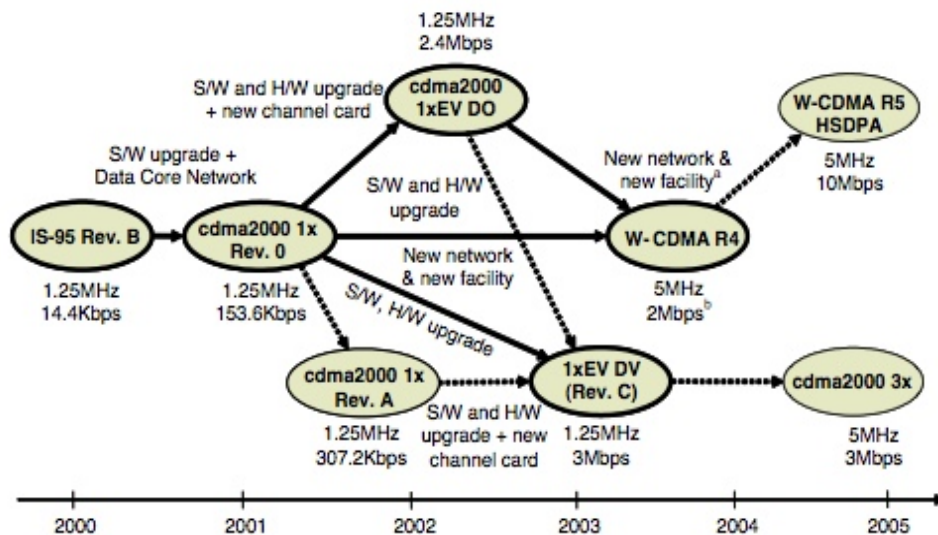 1.25MHz
2.4Mbps
S/W and H/W upgrade
+ new channel card
cdma2000
1xEV DO
W-CDMA R5
HSDPA
5MHz
10Mbps
S/W upgrade +
Data Core Network
New network &
new facilityᵃ
S/W and H/W
upgrade
IS-95 Rev. B
cdma2000 1x
Rev. 0
W- CDMA R4
1.25MHz
14.4Kbps
1.25MHz
153.6Kbps
New network
& new facility
5MHz
2Mbpsᵇ
S/W, H/W upgrade
cdma2000 1x
Rev. A
1xEV DV
(Rev. C)
cdma2000 3x
1.25MHz
307.2Kbps
S/W and H/W
upgrade + new
channel card
1.25MHz
3Mbps
5MHz
3Mbps
2000 2001 2002 2003 2004 2005